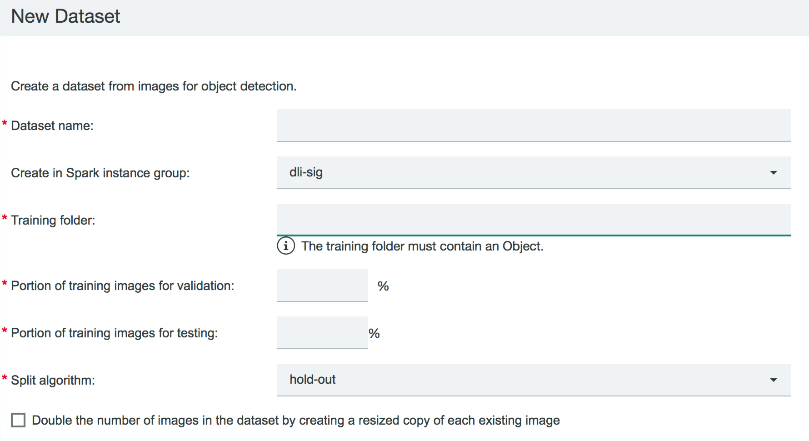 New Dataset
Create a dataset from images for object detection.
* Dataset name:
Create in Spark instance group: dli-sig
* Training folder:
i The training folder must contain an Object.
* Portion of training images for validation: %
* Portion of training images for testing: %
* Split algorithm: hold-out
Double the number of images in the dataset by creating a resized copy of each existing image